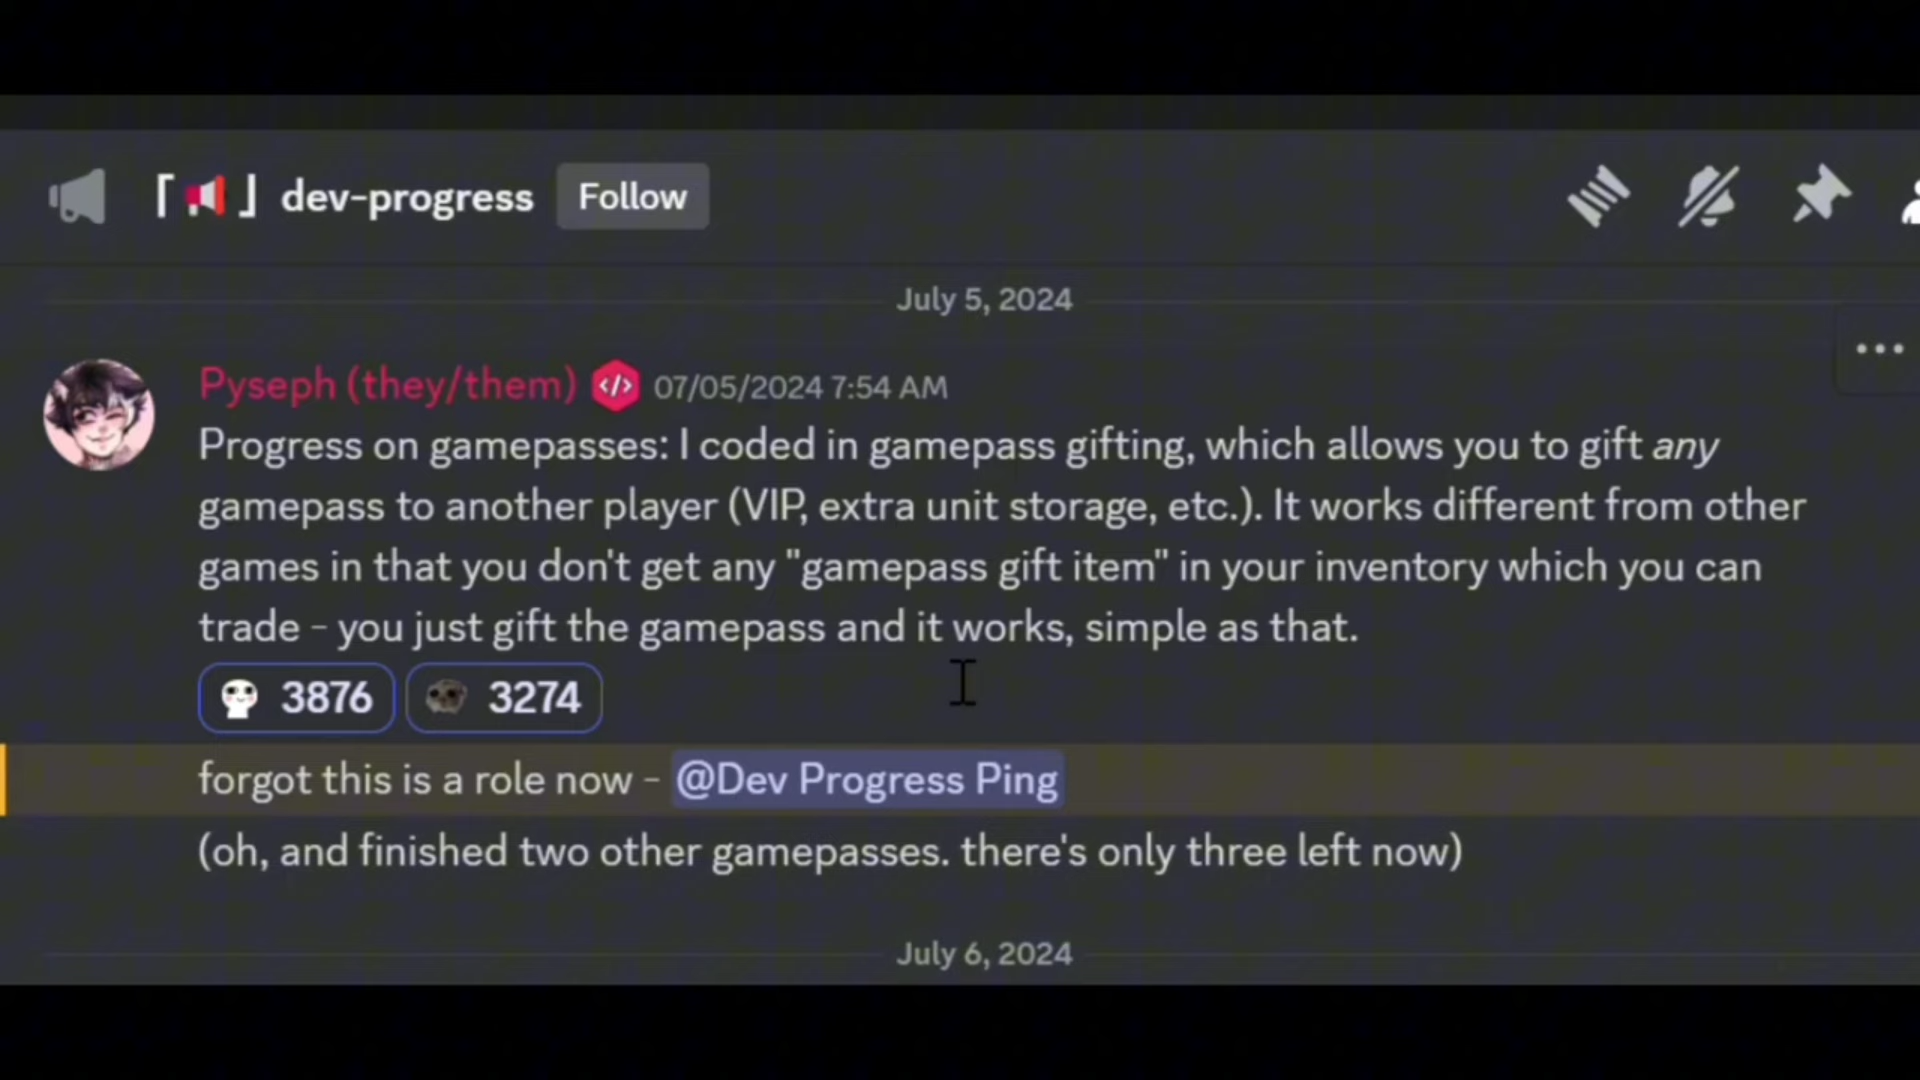 「📢」 dev-progress Follow
July 5, 2024
Pyseph (they/them) </> 07/05/2024 7:54 AM
Progress on gamepasses: I coded in gamepass gifting, which allows you to gift any
gamepass to another player (VIP, extra unit storage, etc.). It works different from other
games in that you don't get any "gamepass gift item" in your inventory which you can
trade - you just gift the gamepass and it works, simple as that.
3876 3274
forgot this is a role now - @Dev Progress Ping
(oh, and finished two other gamepasses. there's only three left now)
July 6, 2024